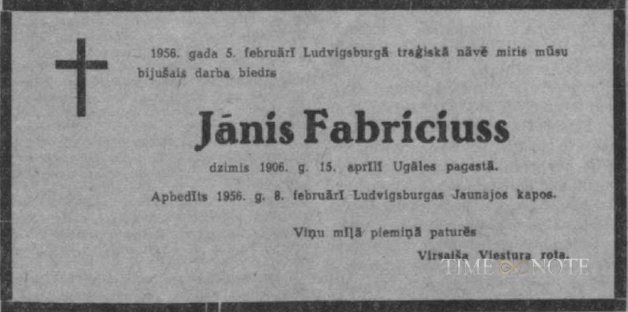 1956. gada 5. februārī Ludvigsburgā traģiskā nāvē miris mūsu
bijušais darba biedrs
Jānis Fabriciuss
dzimis 1906. g. 15. aprīlī Ugāles pagastā.
Apbedīts 1956. g. 8. februārī Ludvigsburgas Jaunajos kapos.
Viņu mīļā piemiņā paturēs
Virsaiša Viestura rota.
TIME NOTE